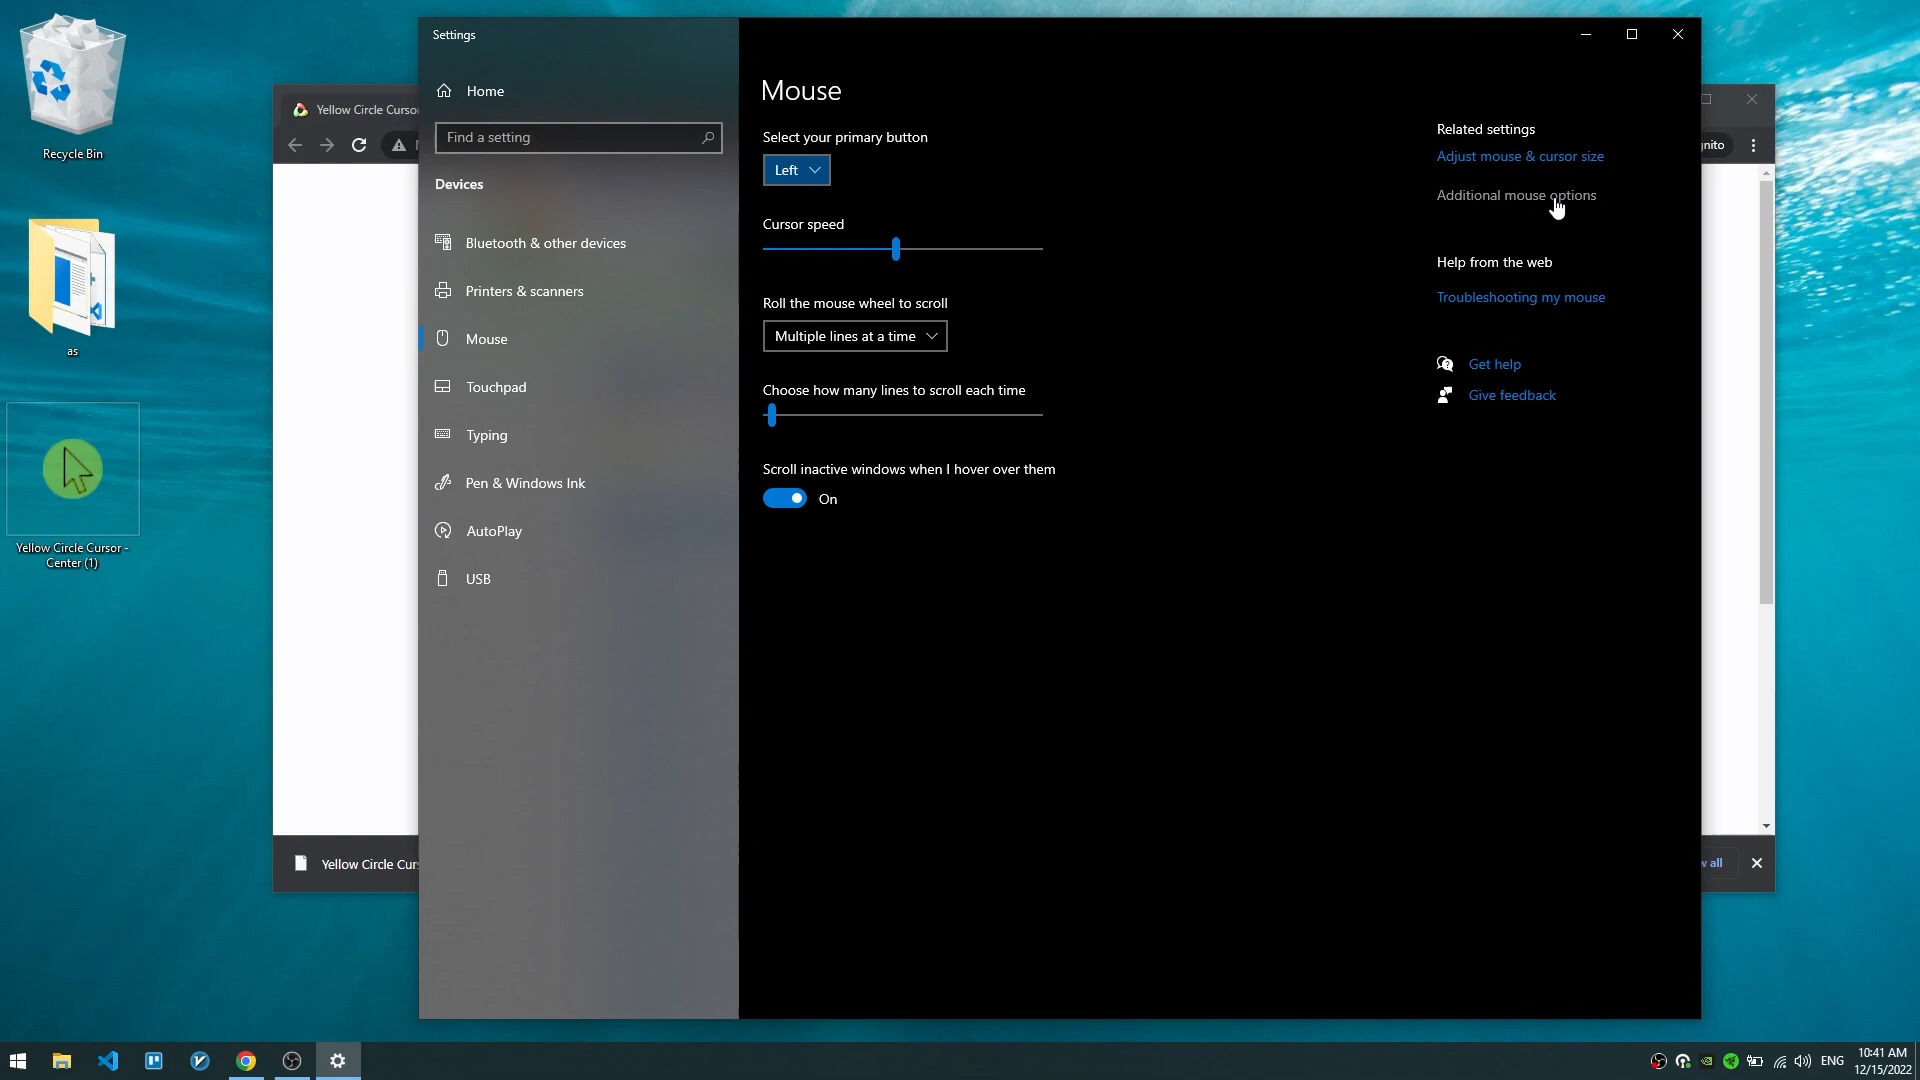 Recycle Bin
as
Yellow Circle Cursor -
Center (1)
Yellow Circle Curso
Settings
Home
Find a setting
Devices
Bluetooth & other devices
Printers & scanners
Mouse
Touchpad
Typing
Pen & Windows Ink
AutoPlay
USB
Mouse
Select your primary button
Left
Cursor speed
Roll the mouse wheel to scroll
Multiple lines at a time
Choose how many lines to scroll each time
Scroll inactive windows when I hover over them
On
Related settings
Adjust mouse & cursor size
Additional mouse options
Help from the web
Troubleshooting my mouse
Get help
Give feedback
gnito
Yellow Circle Curs
w all
ENG
10:41 AM
12/15/2022